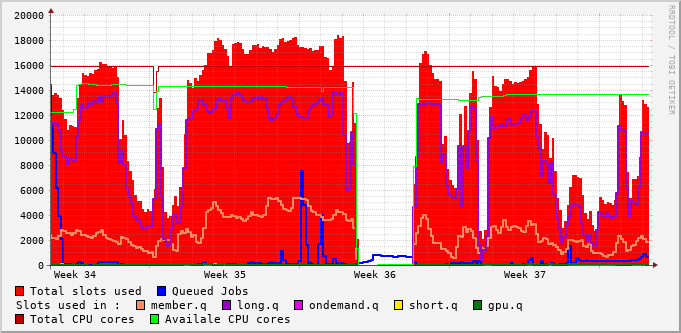 20000
18000
16000
14000
12000
10000
8000
6000
4000
2000
0
Week 34 Week 35 Week 36 Week 37
RRDTOOL / TOBI OETIKER
Total slots used Queued Jobs
Slots used in : member.q long.q ondemand.q short.q gpu.q
Total CPU cores Availale CPU cores